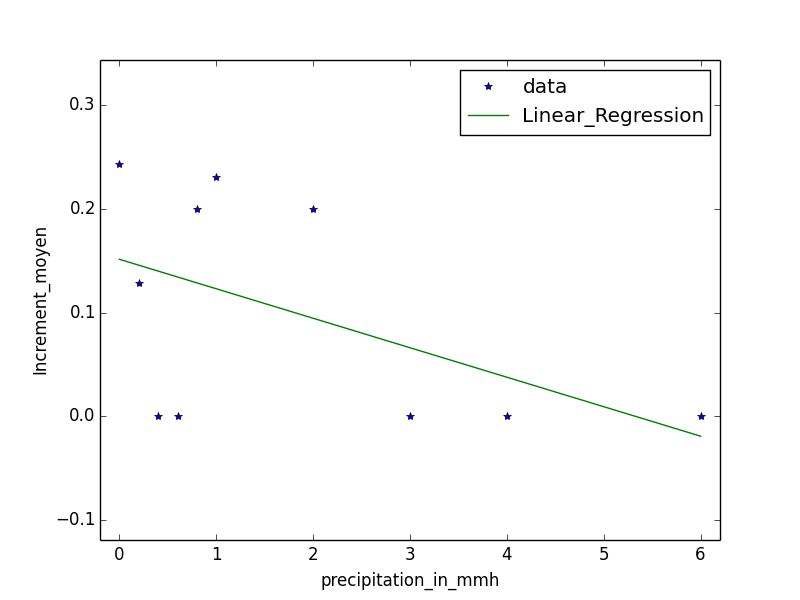 data
Linear_Regression
0.3
0.2
0.1
0.0
−0.1
Increment_moyen
0 1 2 3 4 5 6
precipitation_in_mmh